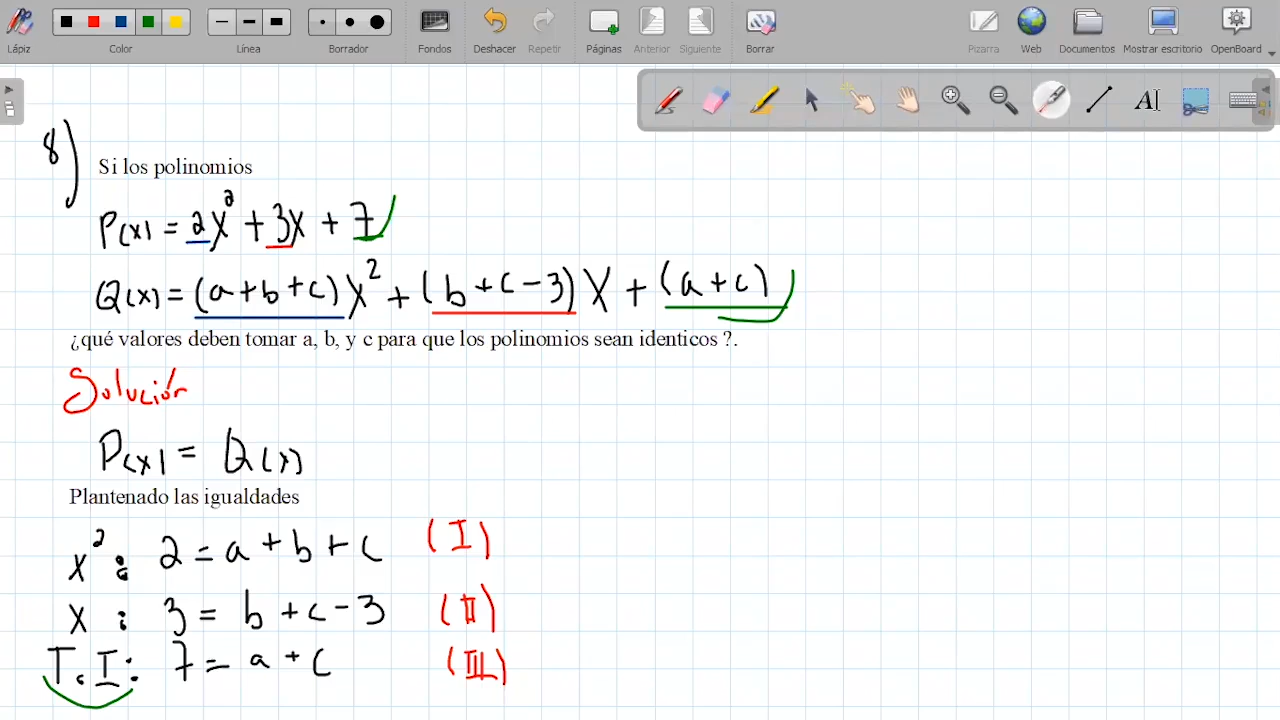 Lápiz Color Línea Borrador Fondos Deshacer Repetir Páginas Anterior Siguiente Borrar Pizarra Web Documentos Mostrar escritorio OpenBoard
AI
8)
Si los polinomios
P(x) = 2x² + 3x + 7
Q(x) = (a+b+c)x² + (b+c-3)x + (a+c)
¿qué valores deben tomar a, b, y c para que los polinomios sean identicos ?.
Solución
P(x) = Q(x)
Plantenado las igualdades
x² : 2 = a+b+c (I)
x : 3 = b+c-3 (II)
T.I: 7 = a+c (III)